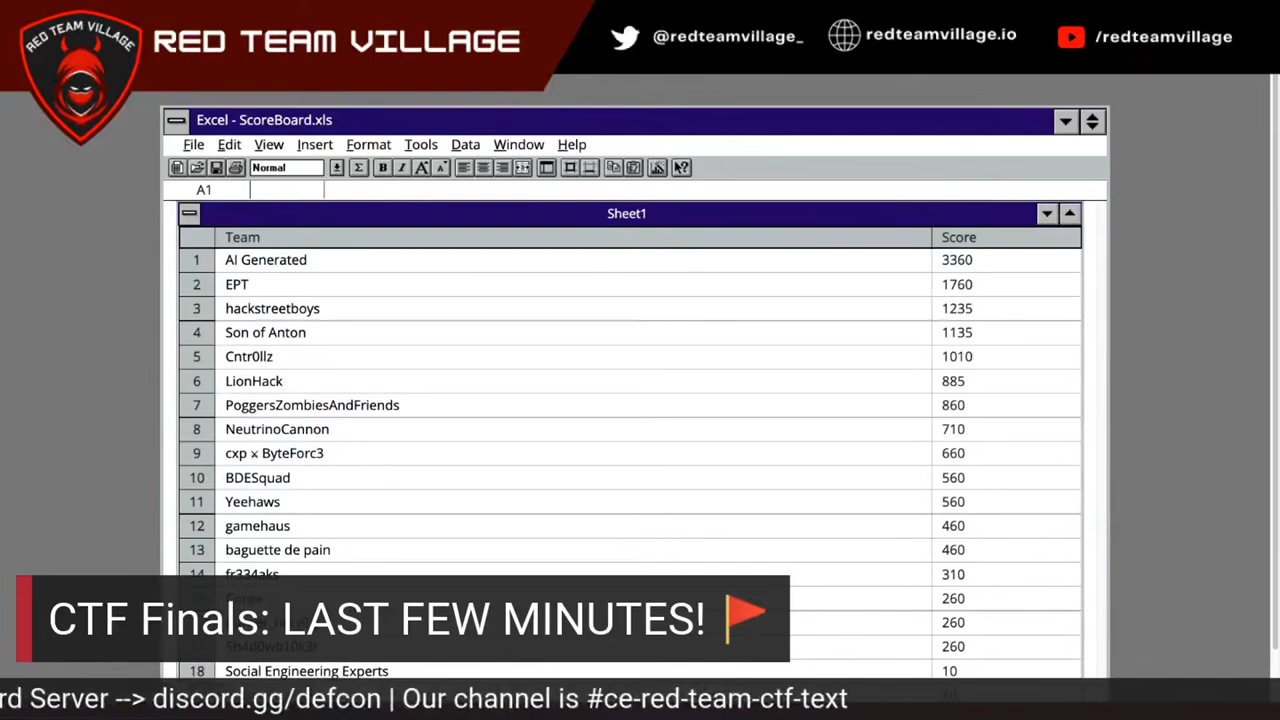 RED TEAM VILLAGE
RED TEAM VILLAGE
@redteamvillage_
redteamvillage.io
/redteamvillage
Excel - ScoreBoard.xls
File Edit View Insert Format Tools Data Window Help
Normal Σ B I A A
A1
Sheet1
Team Score
1 AI Generated 3360
2 EPT 1760
3 hackstreetboys 1235
4 Son of Anton 1135
5 Cntr0llz 1010
6 LionHack 885
7 PoggersZombiesAndFriends 860
8 NeutrinoCannon 710
9 cxp × ByteForc3 660
10 BDESquad 560
11 Yeehaws 560
12 gamehaus 460
13 baguette de pain 460
14 fr334aks 310
260
260
5h4d0wb10k3r 260
CTF Finals: LAST FEW MINUTES!
18 Social Engineering Experts 10
rd Server --> discord.gg/defcon | Our channel is #ce-red-team-ctf-text